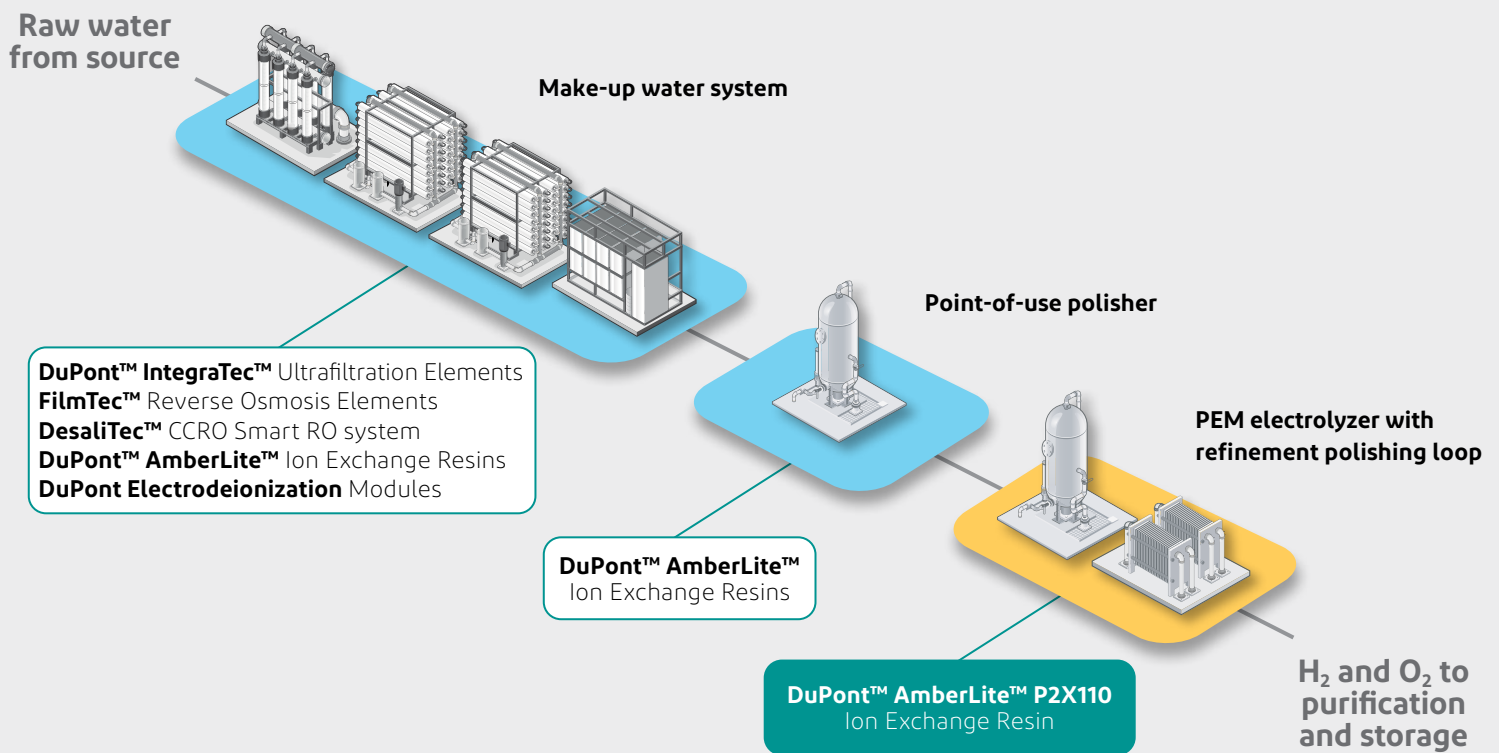 Raw water
from source
Make-up water system
Point-of-use polisher
DuPont™ IntegraTec™ Ultrafiltration Elements
FilmTec™ Reverse Osmosis Elements
DesaliTec™ CCRO Smart RO system
DuPont™ AmberLite™ Ion Exchange Resins
DuPont Electrodeionization Modules
PEM electrolyzer with
refinement polishing loop
DuPont™ AmberLite™
Ion Exchange Resins
DuPont™ AmberLite™ P2X110
Ion Exchange Resin
H₂ and O₂ to
purification
and storage